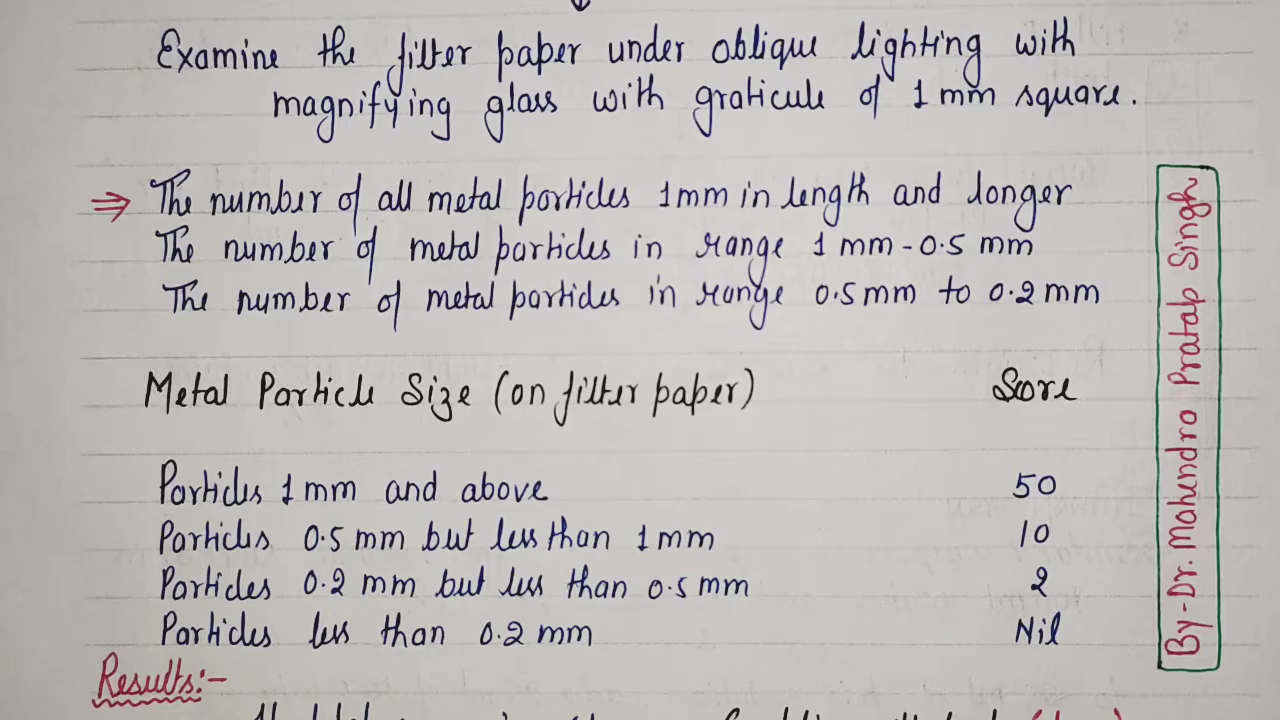 Examine the filter paper under oblique lighting with
magnifying glass with graticule of 1 mm square.
⇒ The number of all metal particles 1mm in length and longer
The number of metal particles in range 1 mm - 0.5 mm
The number of metal particles in range 0.5mm to 0.2mm
Metal Particle Size (on filter paper) Score
Particles 1 mm and above 50
Particles 0.5 mm but less than 1 mm 10
Particles 0.2 mm but less than 0.5 mm 2
Particles less than 0.2 mm Nil
Results:-
By-Dr. Mahendra Pratap Singh